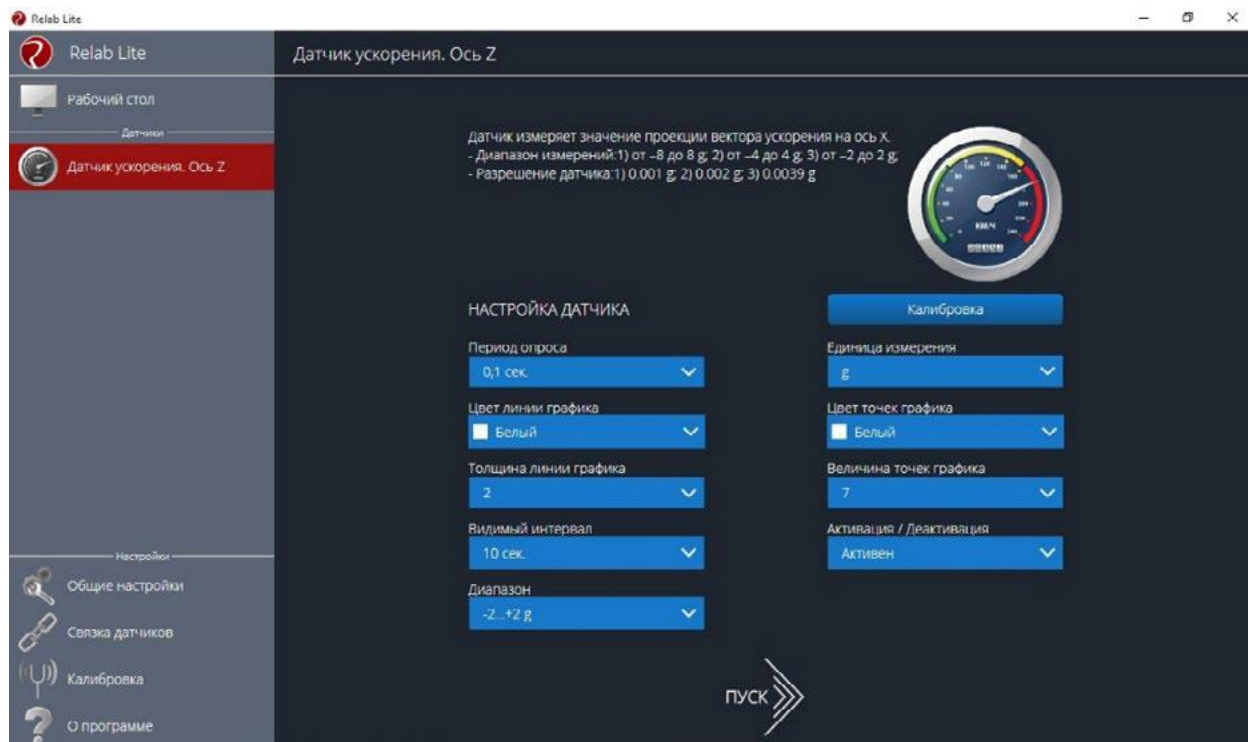 Relab Lite
Relab Lite
Датчик ускорения. Ось Z
Рабочий стол
Датчики
Датчик ускорения. Ось Z
Датчик измеряет значение проекции вектора ускорения на ось X.
- Диапазон измерений:1) от –8 до 8 g; 2) от –4 до 4 g; 3) от –2 до 2 g;
- Разрешение датчика:1) 0.001 g; 2) 0.002 g; 3) 0.0039 g
НАСТРОЙКА ДАТЧИКА
Калибровка
Период опроса
Единица измерения
0,1 сек.
g
Цвет линии графика
Цвет точек графика
Белый
Белый
Толщина линии графика
Величина точек графика
2
7
Видимый интервал
Активация / Деактивация
10 сек.
Активен
Диапазон
-2...+2 g
Настройки
Общие настройки
Связка датчиков
Калибровка
О программе
ПУСК